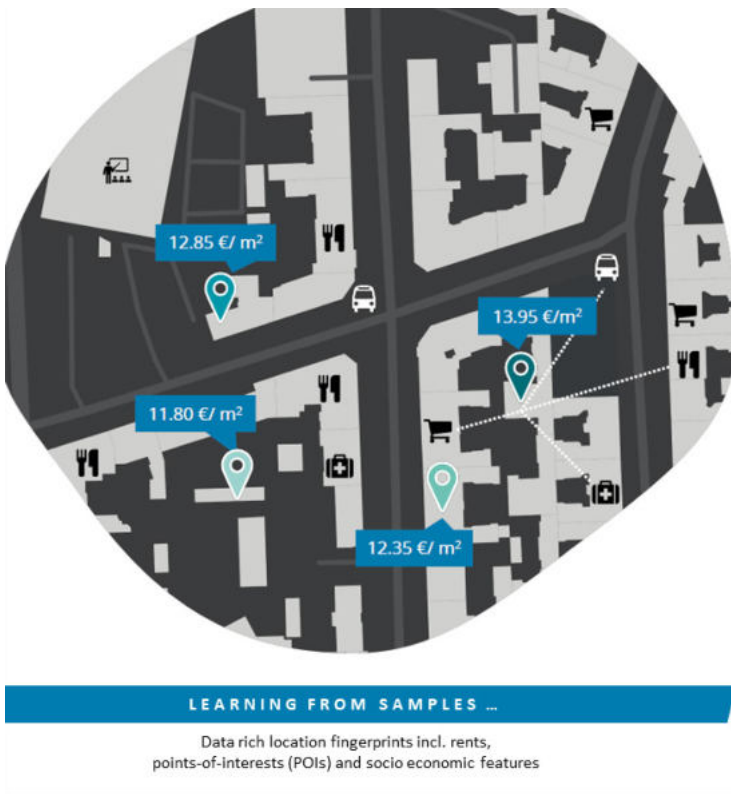 12.85 €/ m²
13.95 €/m²
11.80 €/ m²
12.35 €/ m²
LEARNING FROM SAMPLES ...
Data rich location fingerprints incl. rents,
points-of-interests (POIs) and socio economic features